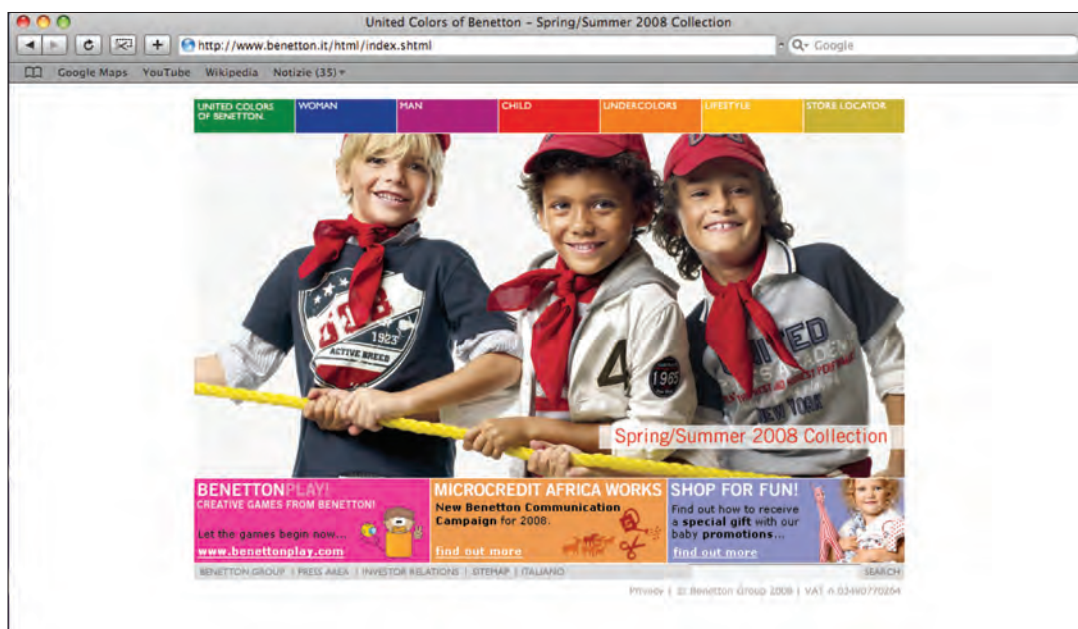 United Colors of Benetton – Spring/Summer 2008 Collection
http://www.benetton.it/html/index.shtml
Google
Google Maps YouTube Wikipedia Notizie (35)
UNITED COLORS
OF BENETTON.
WOMAN
MAN
CHILD
UNDERCOLORS
LIFESTYLE
STORE LOCATOR
1923
ACTIVE BREED
4
1965
UNITED
NEW YORK
Spring/Summer 2008 Collection
BENETTONPLAY!
CREATIVE GAMES FROM BENETTON!
Let the games begin now...
www.benettonplay.com
MICROCREDIT AFRICA WORKS
New Benetton Communication
Campaign for 2008.
find out more
SHOP FOR FUN!
Find out how to receive
a special gift with our
baby promotions...
find out more
BENETTON GROUP | PRESS AREA | INVESTOR RELATIONS | SITEMAP | ITALIANO
SEARCH
Privacy | © Benetton Group 2008 | VAT n.03490770264